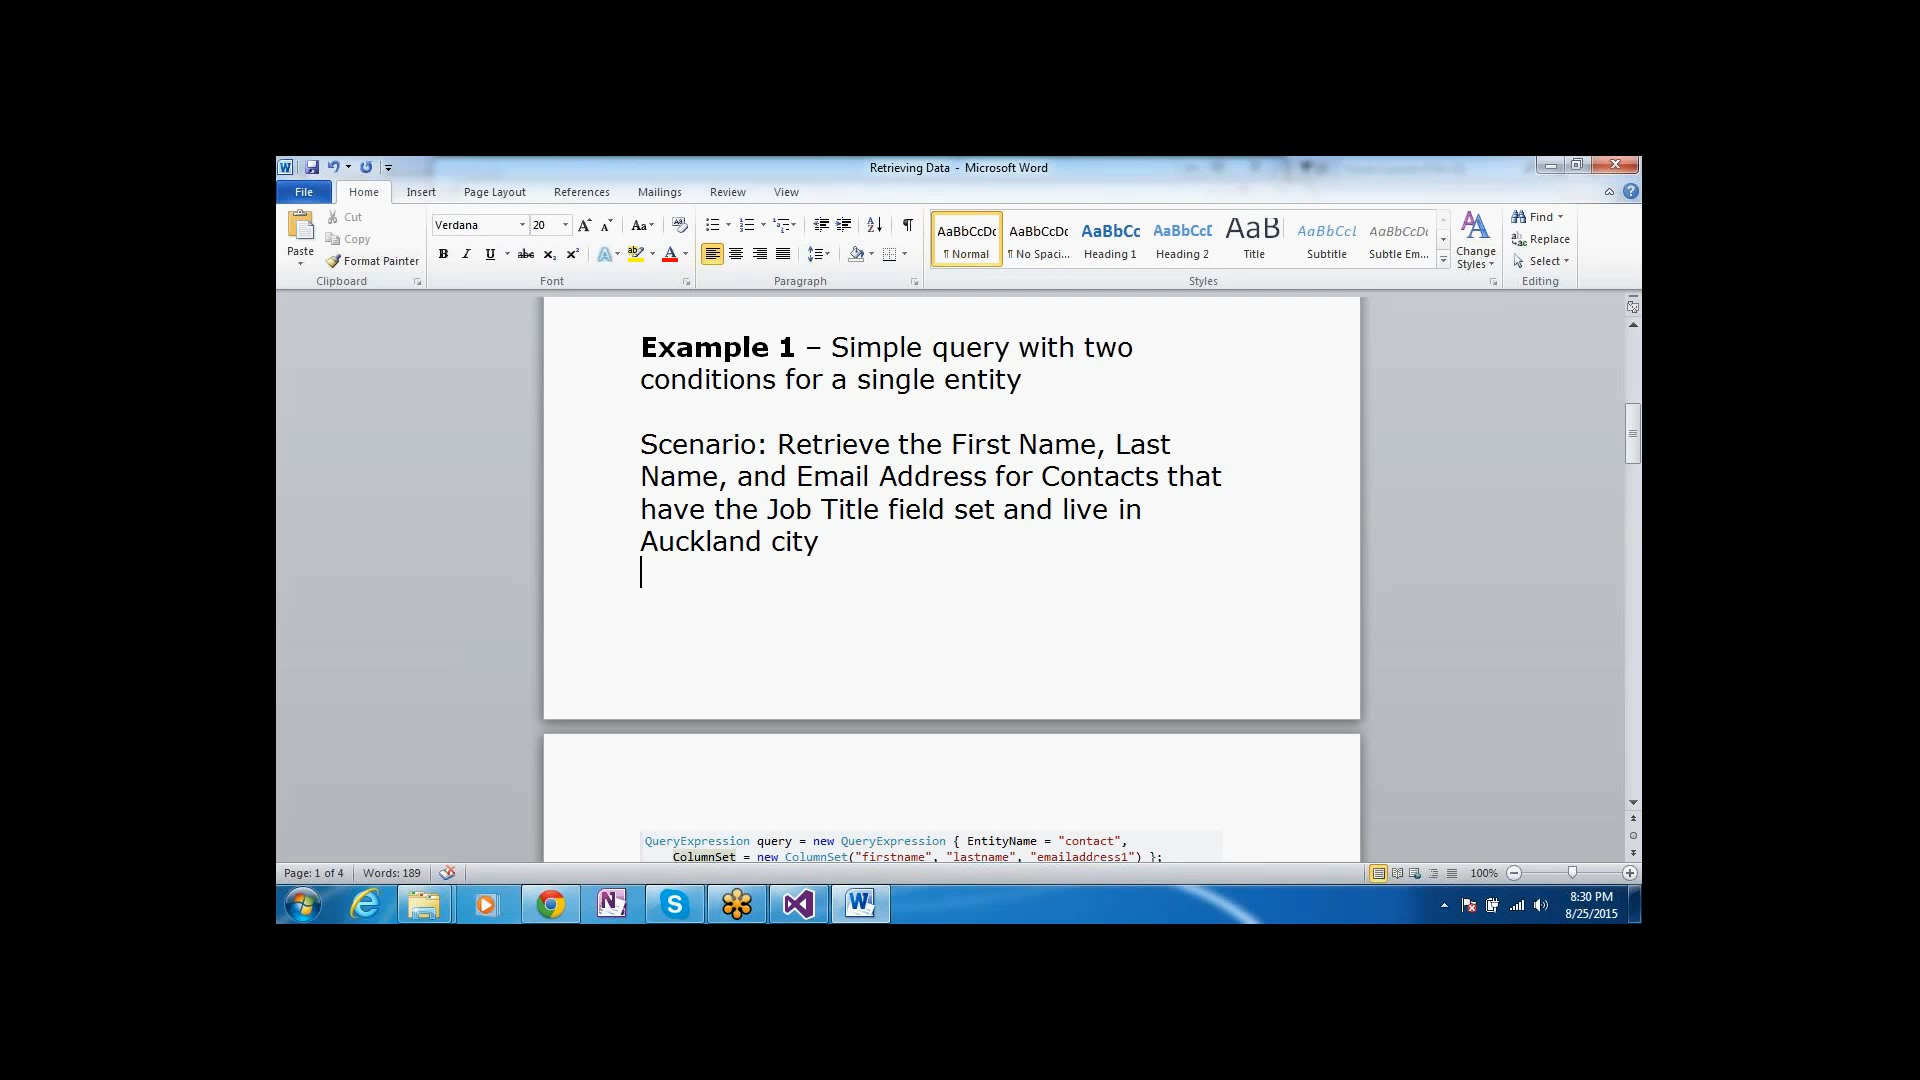 Retrieving Data - Microsoft Word
File Home Insert Page Layout References Mailings Review View
Paste
Cut
Copy
Format Painter
Clipboard
Verdana 20
Font
Paragraph
AaBbCcDc AaBbCcDc AaBbCc AaBbCcD AaB AaBbCcL AaBbCcDc
¶ Normal ¶ No Spaci... Heading 1 Heading 2 Title Subtitle Subtle Em...
Change
Styles
Styles
Find
Replace
Select
Editing
Example 1 – Simple query with two
conditions for a single entity
Scenario: Retrieve the First Name, Last
Name, and Email Address for Contacts that
have the Job Title field set and live in
Auckland city
QueryExpression query = new QueryExpression { EntityName = "contact",
ColumnSet = new ColumnSet("firstname", "lastname", "emailaddress1") };
Page: 1 of 4 Words: 189
100%
8:30 PM
8/25/2015